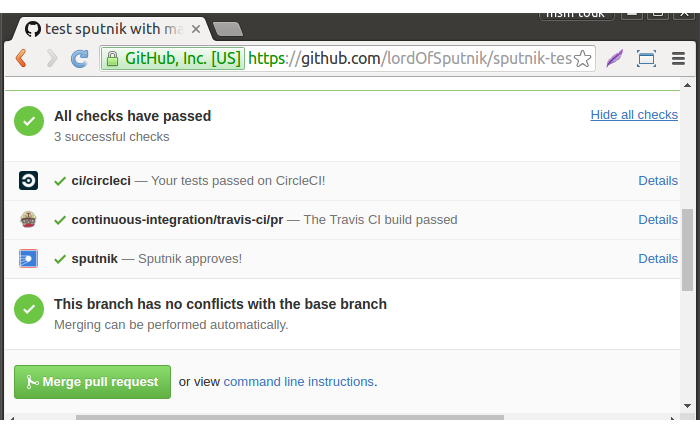 test sputnik with ma
GitHub, Inc. [US] https://github.com/lordOfSputnik/sputnik-tes
All checks have passed
Hide all checks
3 successful checks
ci/circleci — Your tests passed on CircleCI!
Details
continuous-integration/travis-ci/pr — The Travis CI build passed
Details
sputnik — Sputnik approves!
Details
This branch has no conflicts with the base branch
Merging can be performed automatically.
Merge pull request or view command line instructions.